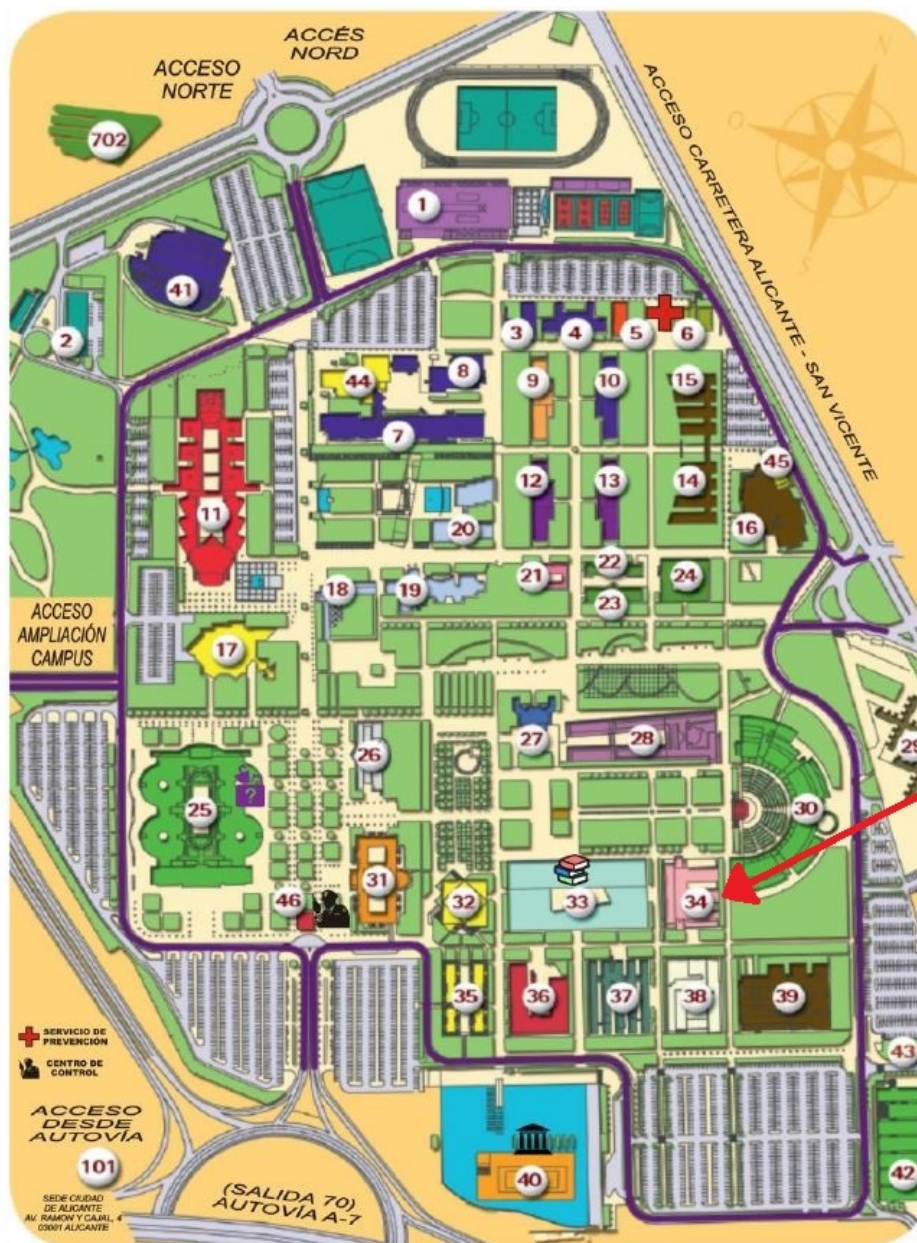 ACCÉS
NORD
ACCESO
NORTE
ACCESO CARRETERA ALICANTE - SAN VICENTE
N
O
S
702
1
41
2
3
4
5
6
44
8
9
10
15
7
45
11
12
13
14
16
20
21
22
24
18
19
23
ACCESO
AMPLIACIÓN
CAMPUS
17
27
28
29
26
25
?
30
31
46
32
33
34
35
36
37
38
39
SERVICIO DE
PREVENCIÓN
CENTRO DE
CONTROL
43
ACCESO
DESDE
AUTOVÍA
101
SEDE CIUDAD
DE ALICANTE
AV. RAMON Y CAJAL, 4
03001 ALICANTE
(SALIDA 70)
AUTOVÍA A-7
40
42